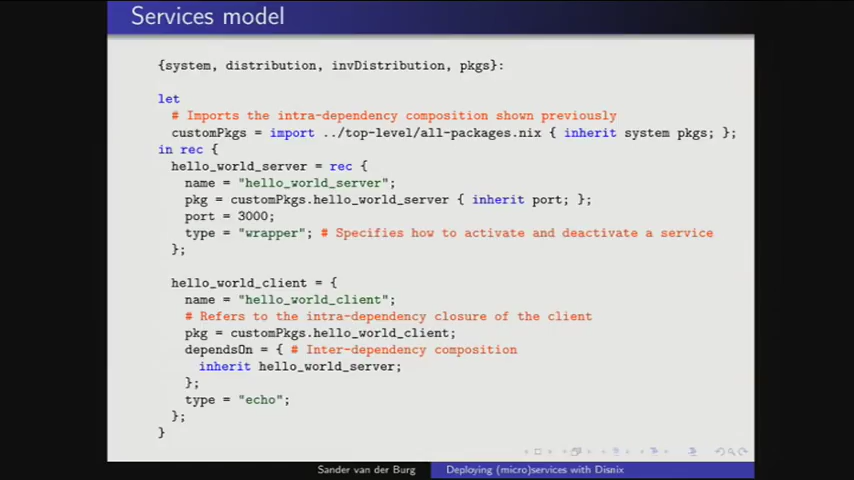 Services model
{system, distribution, invDistribution, pkgs}:
let
# Imports the intra-dependency composition shown previously
customPkgs = import ../top-level/all-packages.nix { inherit system pkgs; };
in rec {
hello_world_server = rec {
name = "hello_world_server";
pkg = customPkgs.hello_world_server { inherit port; };
port = 3000;
type = "wrapper"; # Specifies how to activate and deactivate a service
};
hello_world_client = {
name = "hello_world_client";
# Refers to the intra-dependency closure of the client
pkg = customPkgs.hello_world_client;
dependsOn = { # Inter-dependency composition
inherit hello_world_server;
};
type = "echo";
};
}
Sander van der Burg
Deploying (micro)services with Disnix